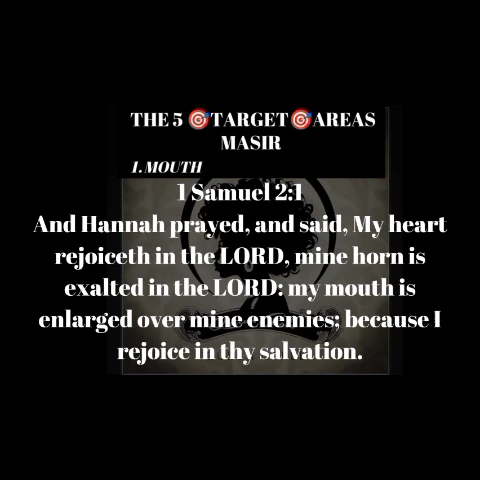 THE 5 🎯TARGET🎯AREAS
MASIR
1. MOUTH
1 Samuel 2:1
And Hannah prayed, and said, My heart
rejoiceth in the LORD, mine horn is
exalted in the LORD: my mouth is
enlarged over mine enemies; because I
rejoice in thy salvation.